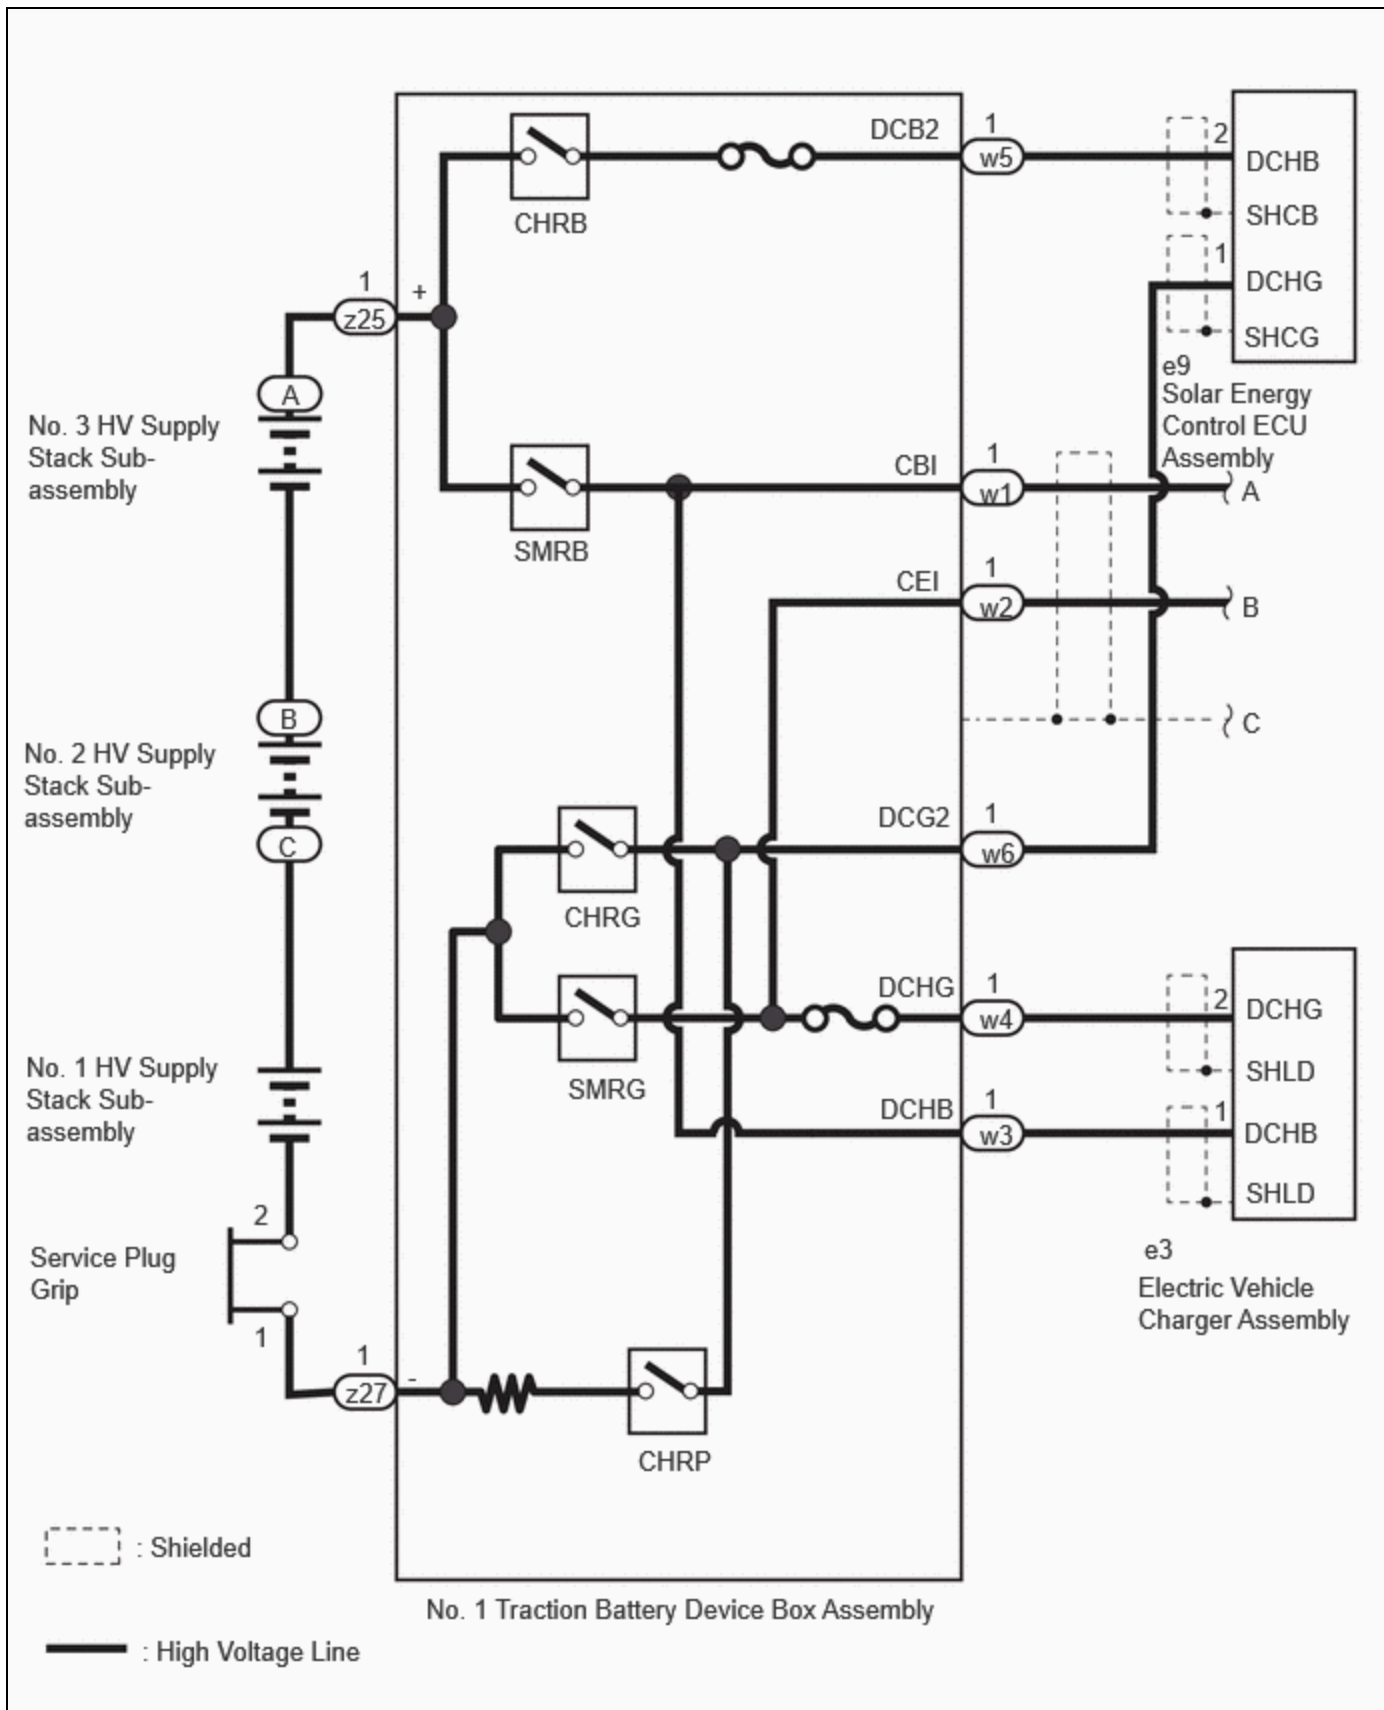 DCB2
1
w5
2
DCHB
SHCB
1
DCHG
SHCG
CHRB
1
z25
+
e9
Solar Energy
Control ECU
Assembly
A
No. 3 HV Supply
Stack Sub-
assembly
CBI
1
w1
A
SMRB
CEI
1
w2
B
B
C
No. 2 HV Supply
Stack Sub-
assembly
C
DCG2
1
w6
CHRG
DCHG
1
w4
2
DCHG
SHLD
No. 1 HV Supply
Stack Sub-
assembly
SMRG
DCHB
1
w3
1
DCHB
SHLD
2
Service Plug
Grip
1
e3
Electric Vehicle
Charger Assembly
1
z27
-
CHRP
: Shielded
No. 1 Traction Battery Device Box Assembly
: High Voltage Line